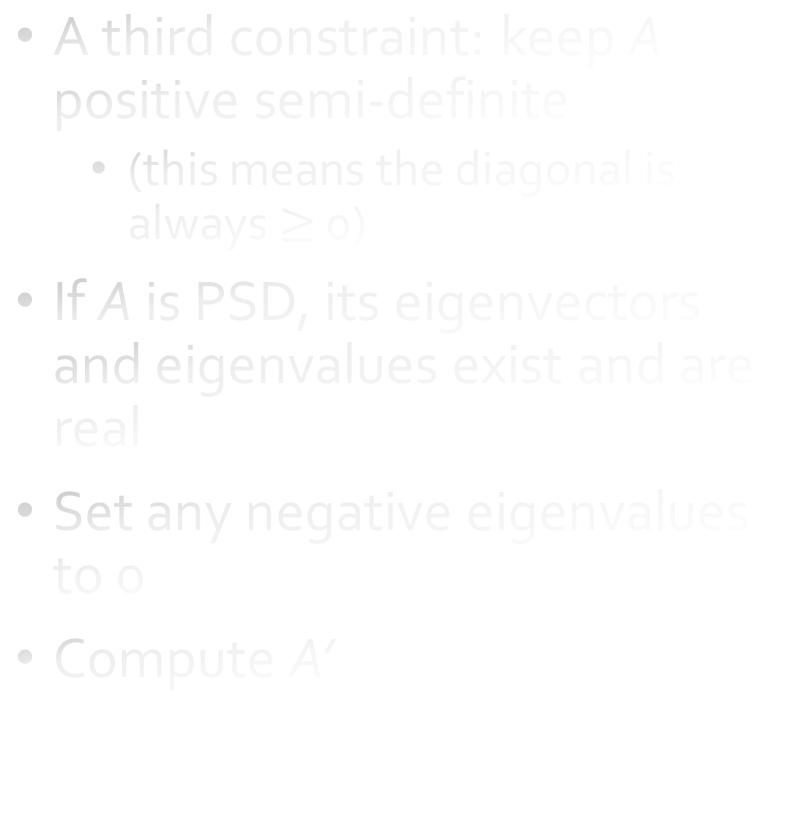 • A third constraint: keep A
positive semi-definite
• (this means the diagonal is
always ≥ 0)
• If A is PSD, its eigenvectors
and eigenvalues exist and are
real
• Set any negative eigenvalues
to 0
• Compute A′